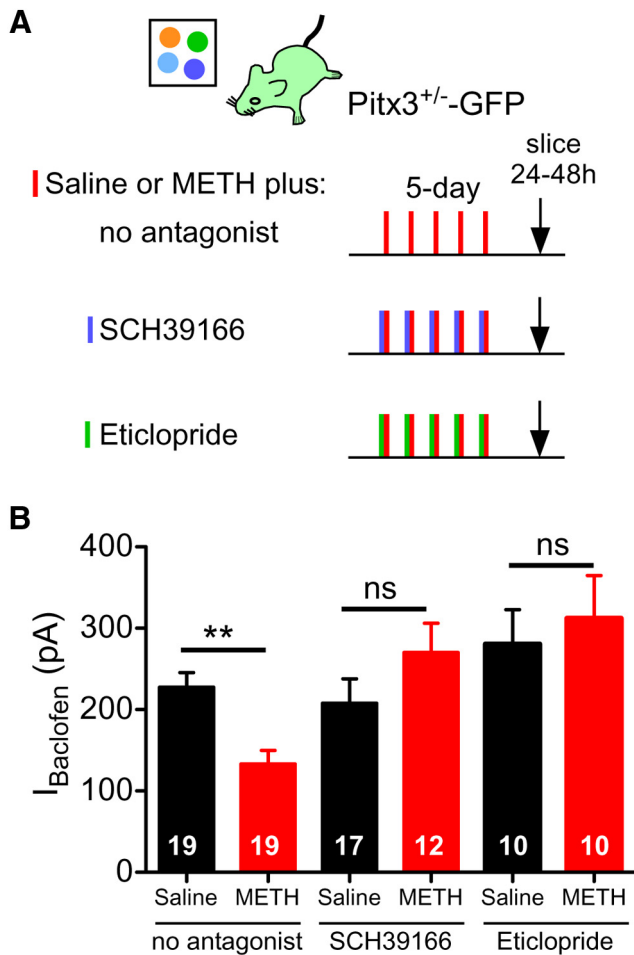 A
Pitx3+/--GFP
slice
24-48h
Saline or METH plus:
5-day
no antagonist
SCH39166
Eticlopride
B
IBaclofen (pA)
400
300
200
100
0
**
ns
ns
19
19
17
12
10
10
Saline METH Saline METH Saline METH
no antagonist SCH39166 Eticlopride